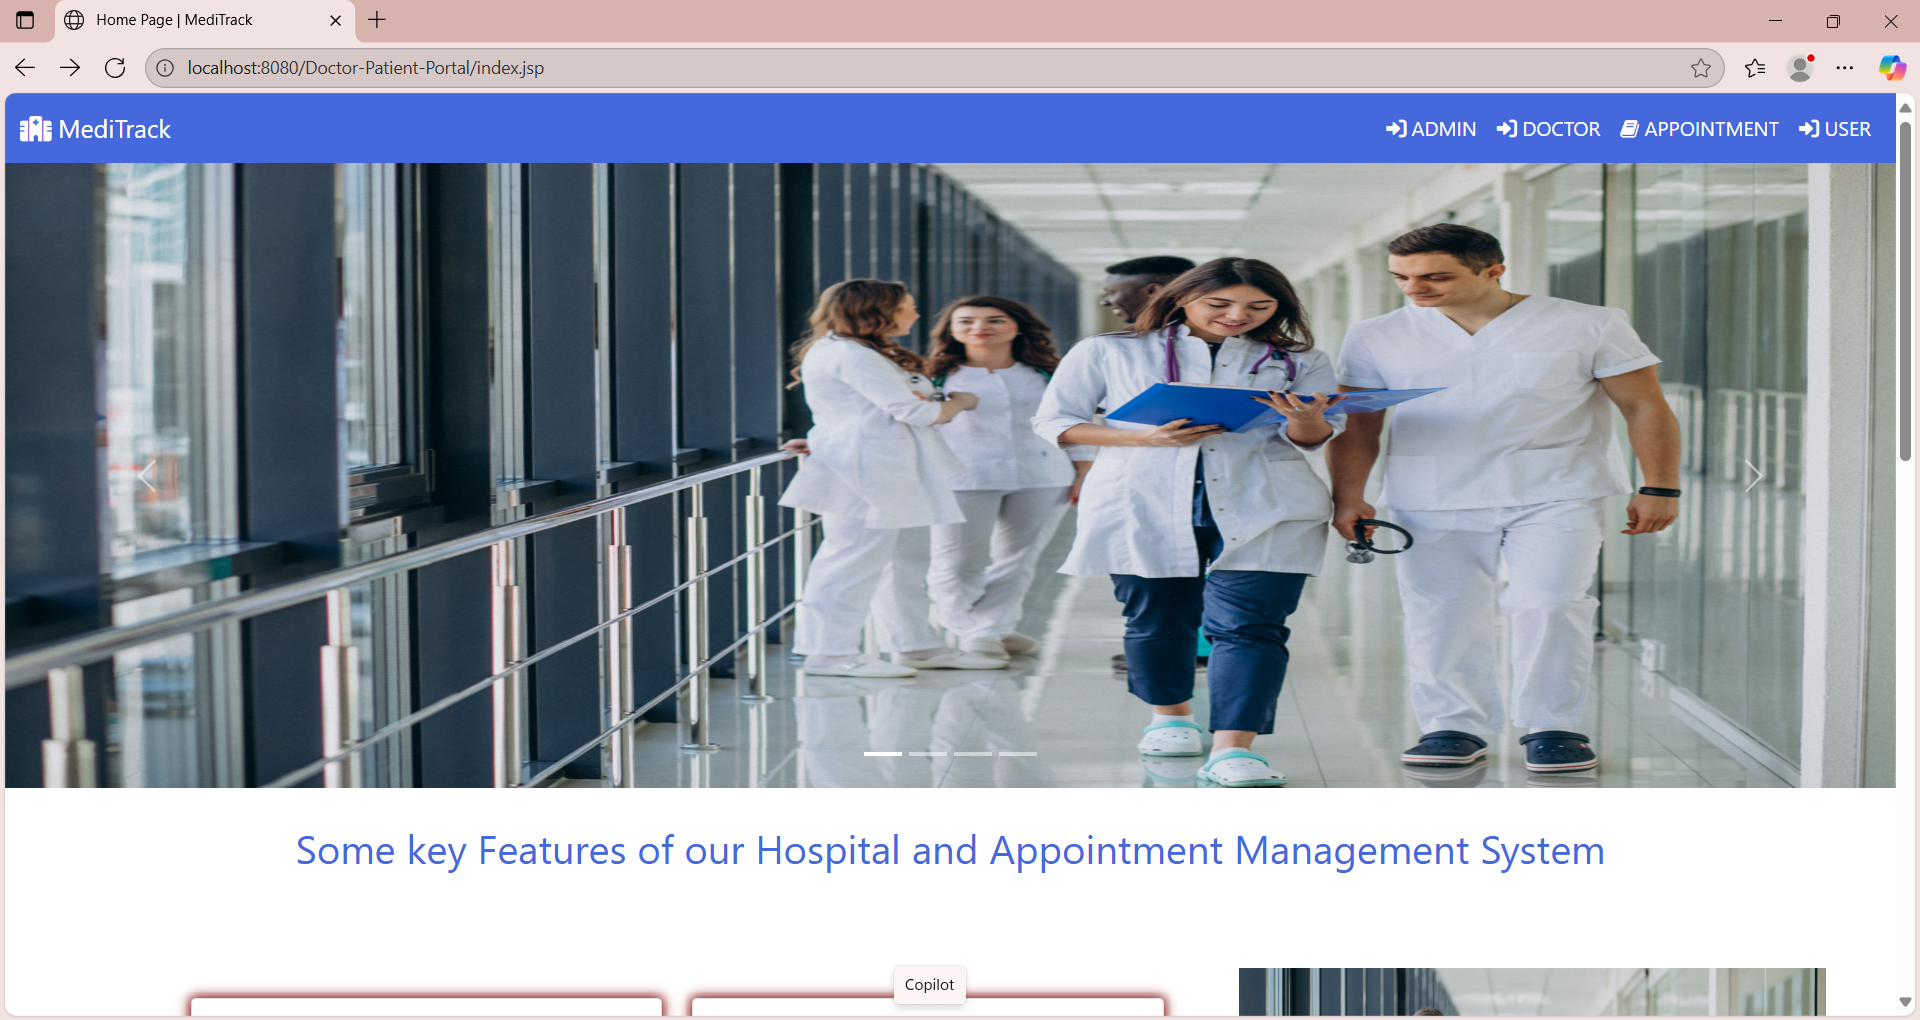 Home Page | MediTrack
localhost:8080/Doctor-Patient-Portal/index.jsp
MediTrack
ADMIN
DOCTOR
APPOINTMENT
USER
Some key Features of our Hospital and Appointment Management System
Copilot